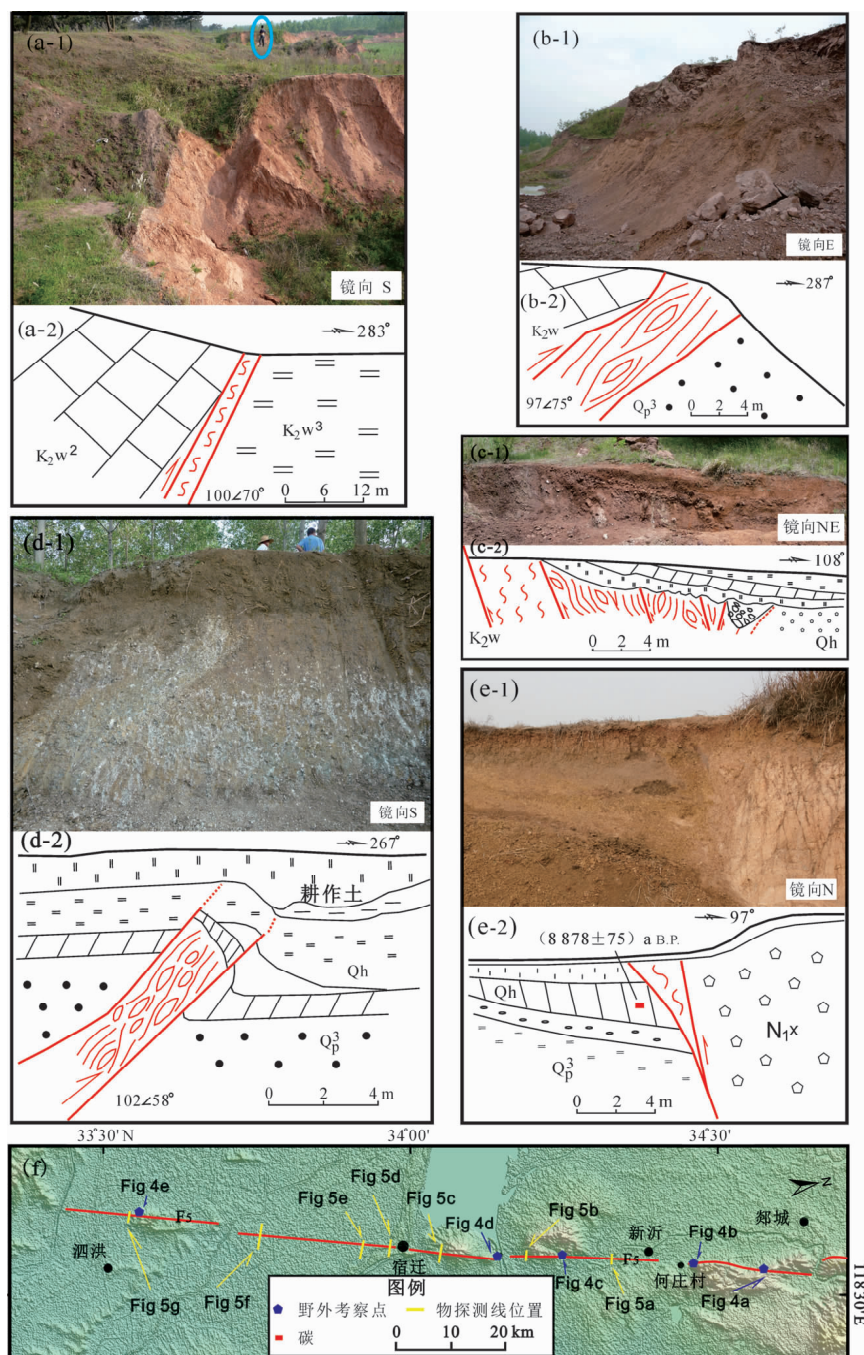 (a-1)
镜向 S
(a-2)
283°
K₂w²
K₂w³
100∠70°
0 6 12 m
(b-1)
镜向E
(b-2)
287°
K₂w
97∠75°
Qp³
0 2 4 m
(c-1)
镜向NE
(c-2)
108°
0 2 4 m
K₂w
Qh
(d-1)
镜向S
(d-2)
267°
耕作土
Qh
Qp³
102∠58°
0 2 4 m
(e-1)
镜向N
(e-2)
97°
(8 878±75) a B.P.
Qh
N₁x
Qp³
0 2 4 m
33°30′ N
34°00′
34°30′
(f)
Z
Fig 4e
F5
Fig 5d
Fig 5e
Fig 5c
Fig 4d
Fig 5b
新沂
Fig 4b
郯城
泗洪
宿迁
F5
何庄村
Fig 5g
Fig 5f
Fig 4c
Fig 5a
Fig 4a
118°30′E
图例
野外考察点
物探测线位置
碳
0 10 20 km